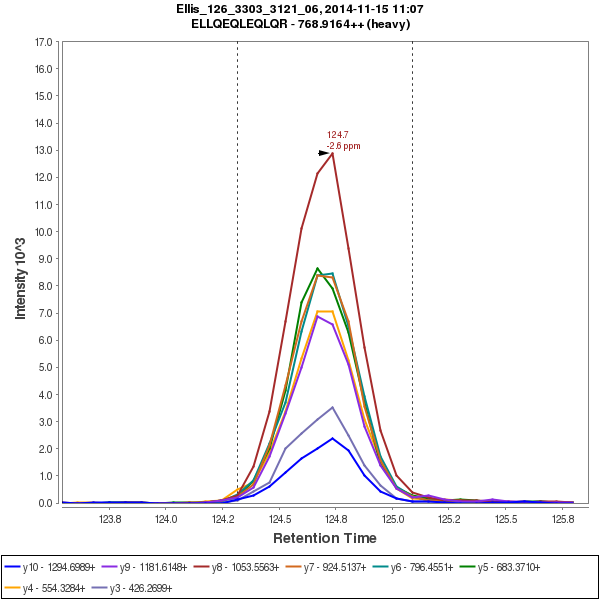 Ellis_126_3303_3121_06, 2014-11-15 11:07
ELLQEQLEQLQR - 768.9164++ (heavy)
17.0
16.0
15.0
14.0
13.0
12.0
11.0
10.0
9.0
8.0
7.0
6.0
5.0
4.0
3.0
2.0
1.0
0.0
Intensity 10^3
124.7
-2.6 ppm
123.8 124.0 124.2 124.5 124.8 125.0 125.2 125.5 125.8
Retention Time
y10 - 1294.6989+ y9 - 1181.6148+ y8 - 1053.5563+ y7 - 924.5137+ y6 - 796.4551+ y5 - 683.3710+
y4 - 554.3284+ y3 - 426.2699+